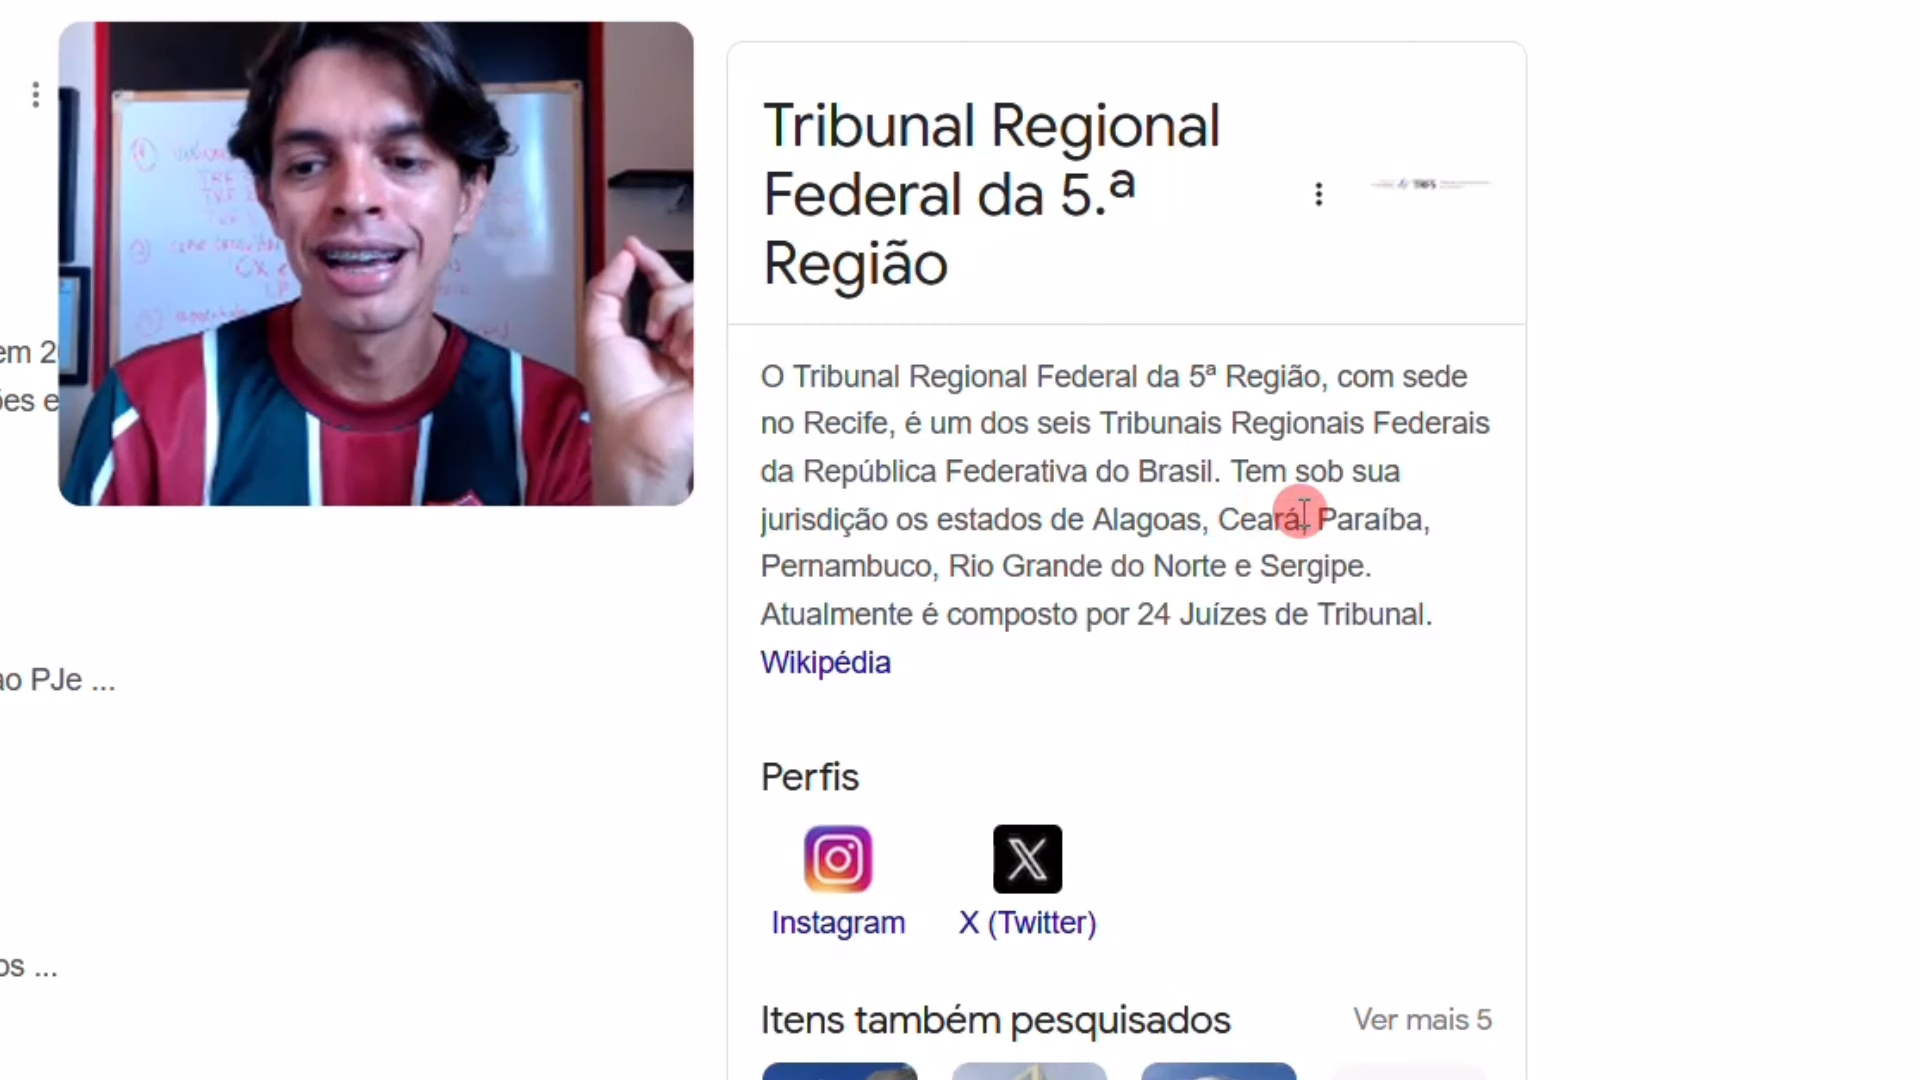 Tribunal Regional
Federal da 5.ª
Região
TRF5
em 2
ões e
O Tribunal Regional Federal da 5ª Região, com sede
no Recife, é um dos seis Tribunais Regionais Federais
da República Federativa do Brasil. Tem sob sua
jurisdição os estados de Alagoas, Ceará, Paraíba,
Pernambuco, Rio Grande do Norte e Sergipe.
Atualmente é composto por 24 Juízes de Tribunal.
Wikipédia
ao PJe ...
Perfis
Instagram
X (Twitter)
os ...
Itens também pesquisados
Ver mais 5